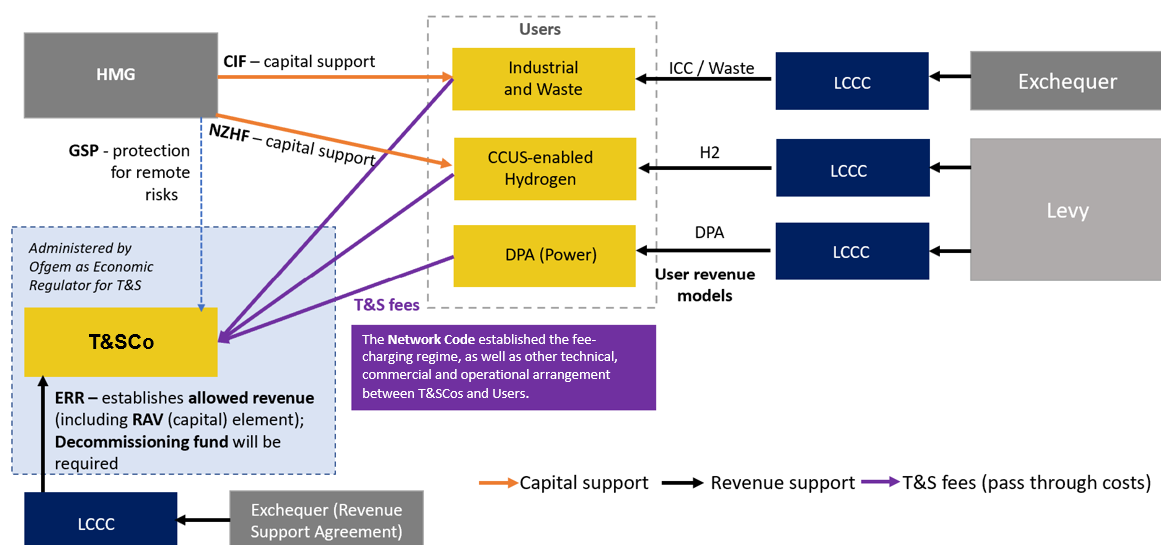 HMG
CIF – capital support
NZHF – capital support
GSP - protection
for remote
risks
Users
Industrial
and Waste
CCUS-enabled
Hydrogen
DPA (Power)
ICC / Waste
H2
DPA
User revenue
models
LCCC
LCCC
LCCC
Exchequer
Levy
Administered by
Ofgem as Economic
Regulator for T&S
T&SCo
T&S fees
The Network Code established the fee-
charging regime, as well as other technical,
commercial and operational arrangement
between T&SCos and Users.
ERR – establishes allowed revenue
(including RAV (capital) element);
Decommissioning fund will be
required
LCCC
Exchequer (Revenue
Support Agreement)
Capital support
Revenue support
T&S fees (pass through costs)